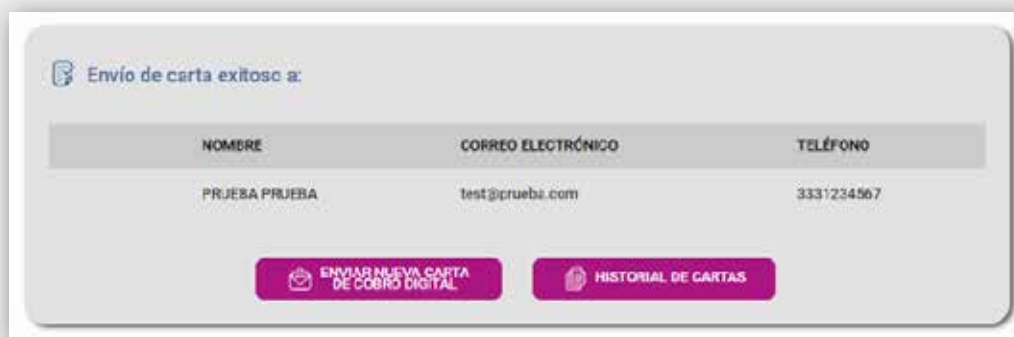 Envío de carta exitoso a:
NOMBRE CORREO ELECTRÓNICO TELÉFONO
PRUEBA PRUEBA test@prueba.com 3331234567
ENVIAR NUEVA CARTA
DE COBRO DIGITAL
HISTORIAL DE CARTAS